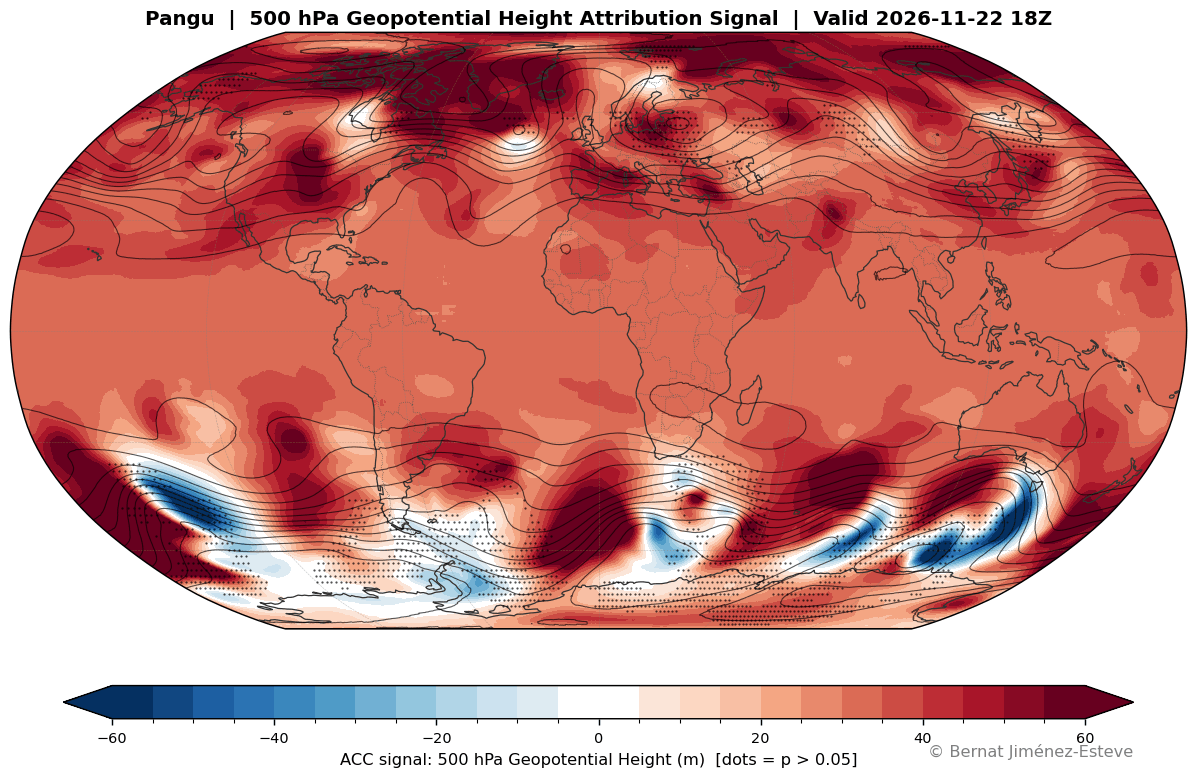 Pangu | 500 hPa Geopotential Height Attribution Signal | Valid 2026-11-22 18Z
−60 −40 −20 0 20 40 60
ACC signal: 500 hPa Geopotential Height (m) [dots = p > 0.05]
© Bernat Jiménez-Esteve